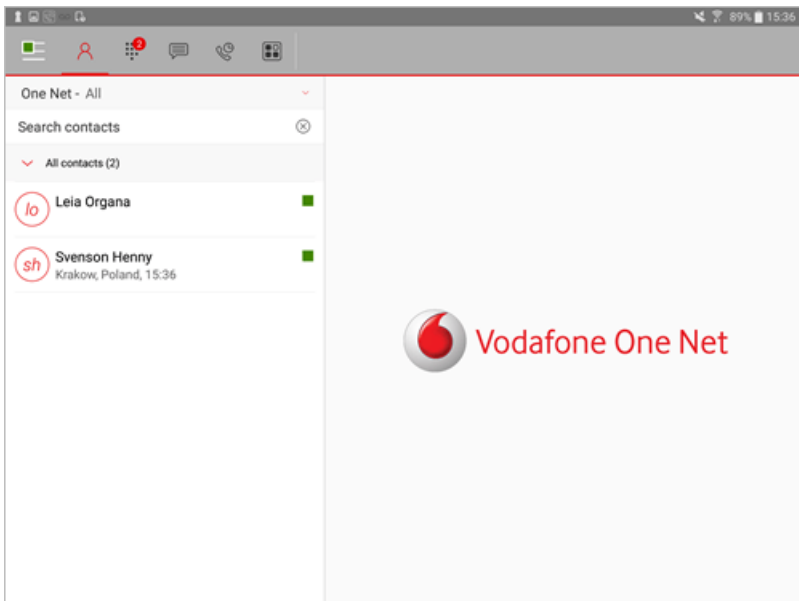 89% 15:36
2
One Net - All
Search contacts
All contacts (2)
lo
Leia Organa
sh
Svenson Henny
Krakow, Poland, 15:36
Vodafone One Net